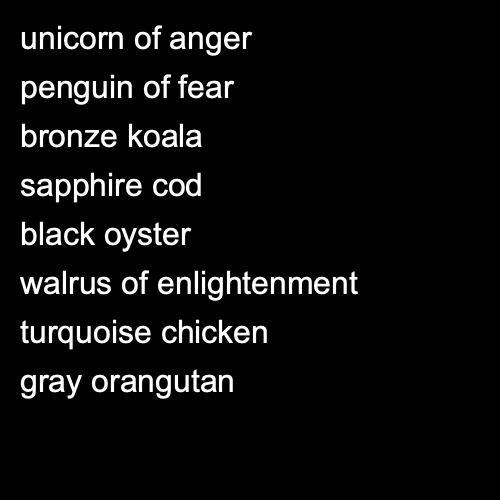 unicorn of anger
penguin of fear
bronze koala
sapphire cod
black oyster
walrus of enlightenment
turquoise chicken
gray orangutan